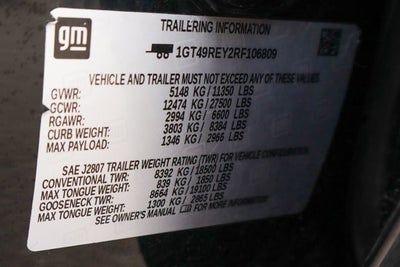 gm
TRAILERING INFORMATION
1GT49REY2RF106809
VEHICLE AND TRAILER MUST NOT EXCEED ANY OF THESE WEIGHTS
GVWR: 5148 KG / 11350 LBS
GCWR: 12474 KG / 27500 LBS
RGAWR: 2994 KG / 6600 LBS
CURB WEIGHT: 3803 KG / 8384 LBS
MAX PAYLOAD: 1346 KG / 2966 LBS
SAE J2807 TRAILER WEIGHT RATING (TWR) FOR VEHICLE CONFIGURATION
CONVENTIONAL TWR: 8392 KG / 18500 LBS
MAX TONGUE WEIGHT: 839 KG / 1850 LBS
GOOSENECK TWR: 8664 KG / 19100 LBS
MAX TONGUE WEIGHT: 1300 KG / 2865 LBS
SEE OWNER'S MANUAL FOR MORE INFORMATION